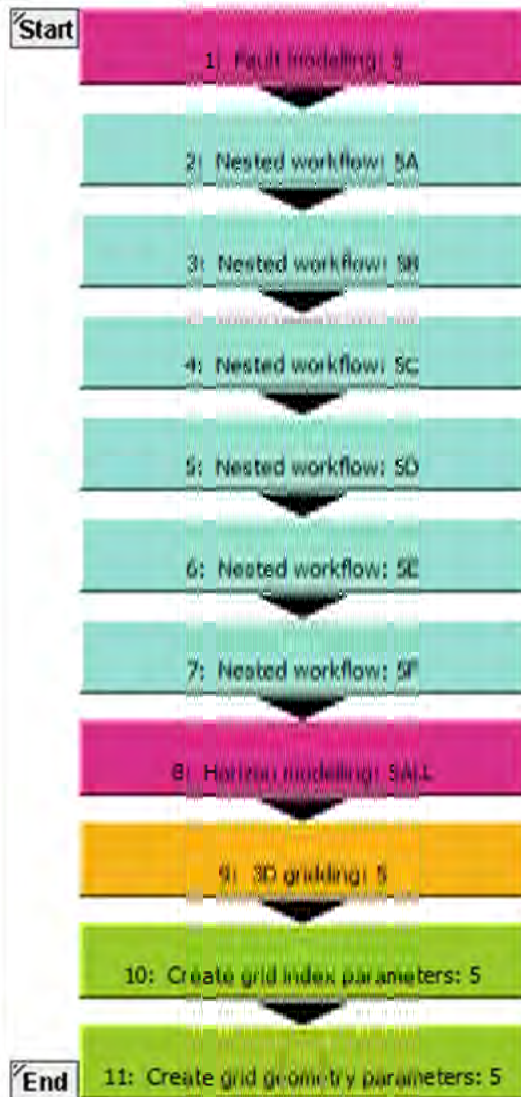 Start
1: Fault modelling: 5
2: Nested workflow: 5A
3: Nested workflow: 5B
4: Nested workflow: 5C
5: Nested workflow: 5D
6: Nested workflow: 5E
7: Nested workflow: 5F
8: Horizon modelling: 5ALL
9: 3D gridding: 5
10: Create grid index parameters: 5
11: Create grid geometry parameters: 5
End